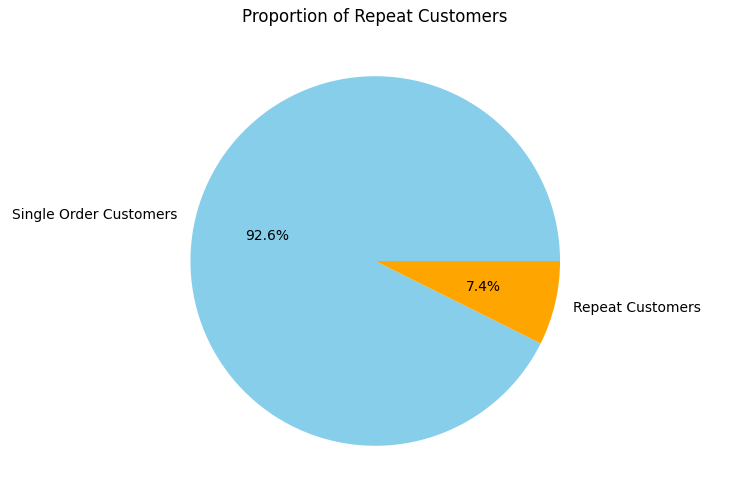 Proportion of Repeat Customers
Single Order Customers
92.6%
7.4%
Repeat Customers